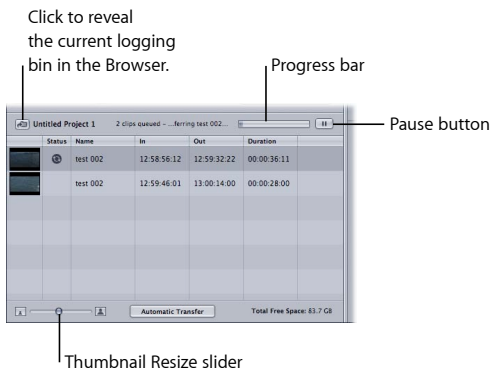 Click to reveal
the current logging
bin in the Browser.
Progress bar
Untitled Project 1 2 clips queued – ...ferring test 002...
Pause button
Status Name In Out Duration
test 002 12:58:56:12 12:59:32:22 00:00:36:11
test 002 12:59:46:01 13:00:14:00 00:00:28:00
Automatic Transfer Total Free Space: 83.7 GB
Thumbnail Resize slider